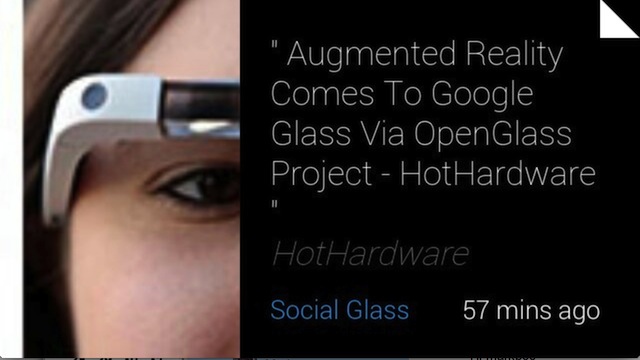 " Augmented Reality
Comes To Google
Glass Via OpenGlass
Project - HotHardware
"
HotHardware
Social Glass
57 mins ago